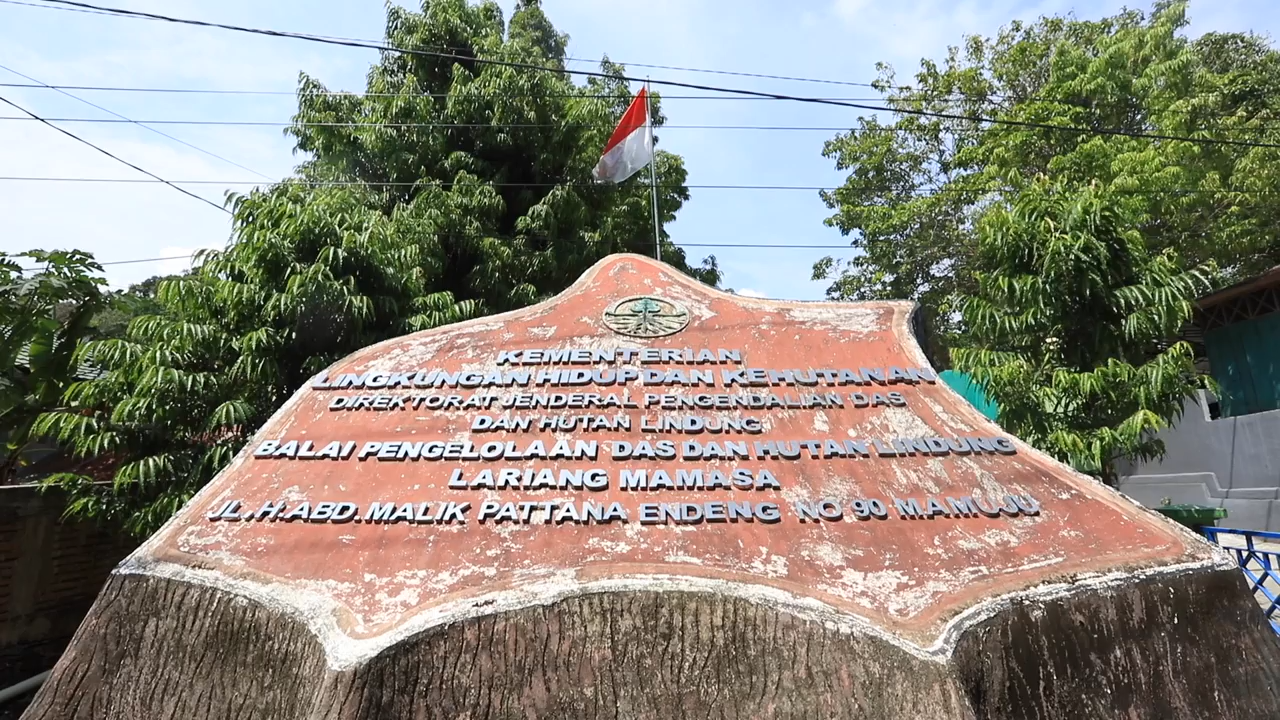 KEMENTERIAN
LINGKUNGAN HIDUP DAN KEHUTANAN
DIREKTORAT JENDERAL PENGENDALIAN DAS
DAN HUTAN LINDUNG
BALAI PENGELOLAAN DAS DAN HUTAN LINDUNG
LARIANG MAMASA
JL.H.ABD.MALIK PATTANA ENDENG NO 90 MAMUJU